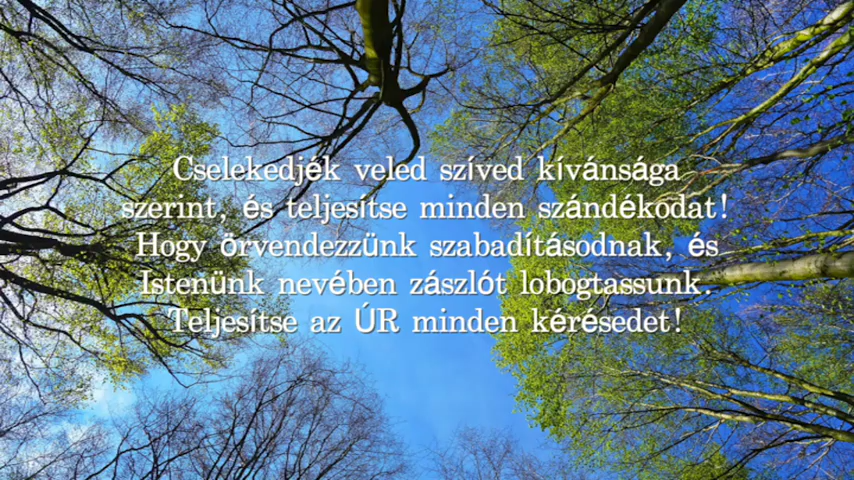 Cselekedjék veled szíved kívánsága
szerint, és teljesítse minden szándékodat!
Hogy örvendezzünk szabadításodnak, és
Istenünk nevében zászlót lobogtassunk.
Teljesítse az ÚR minden kérésedet!